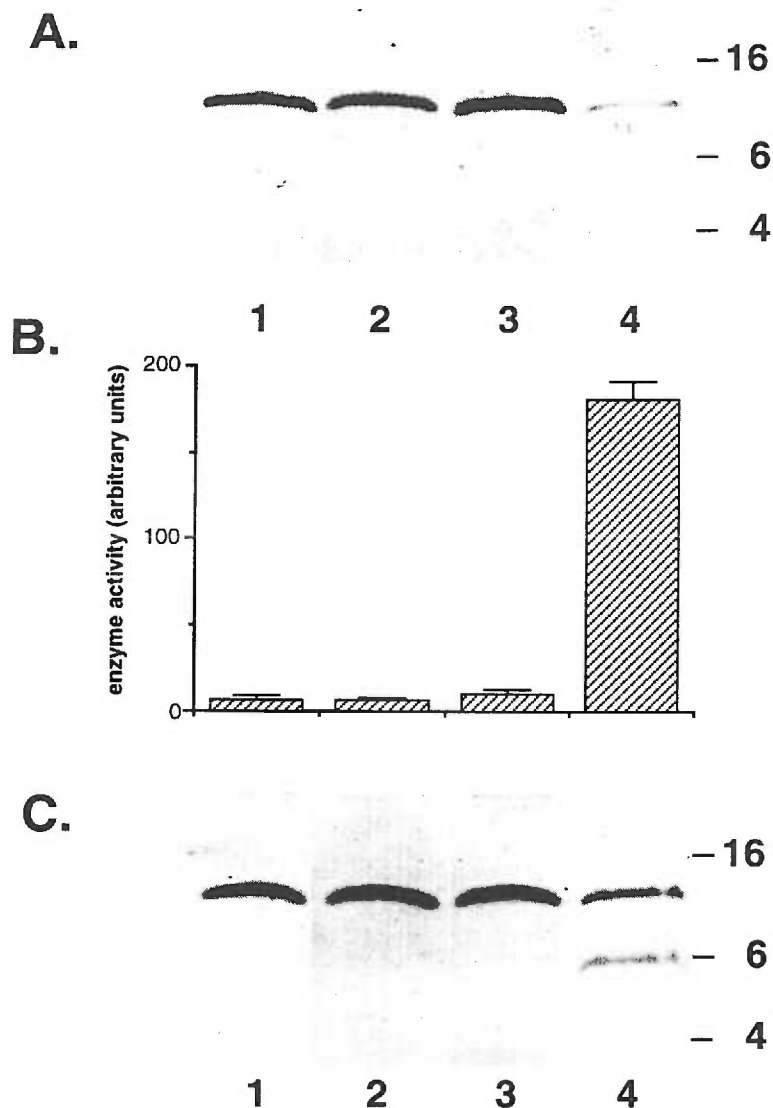 A.
– 16
– 6
– 4
1 2 3 4
B.
enzyme activity (arbitrary units)
200
100
0
C.
– 16
– 6
– 4
1 2 3 4